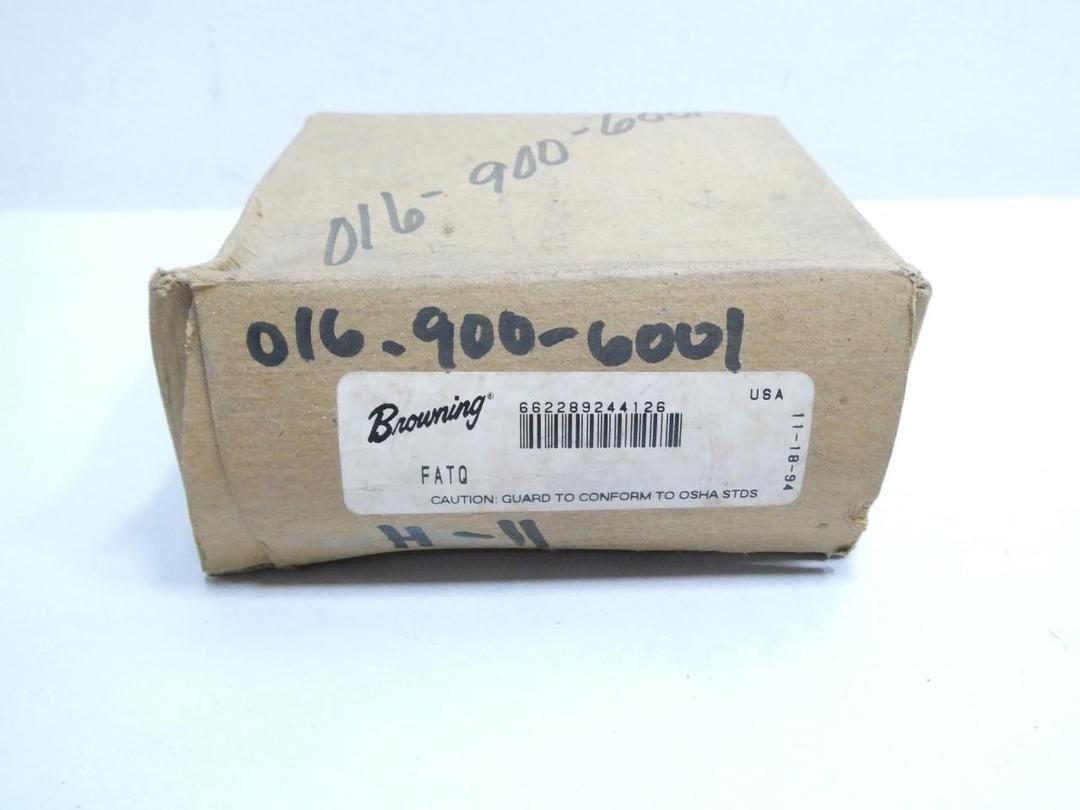 016-900-6001
016-900-6001
Browning®
662289244126
USA
11-18-94
FATQ
CAUTION: GUARD TO CONFORM TO OSHA STDS
H-11